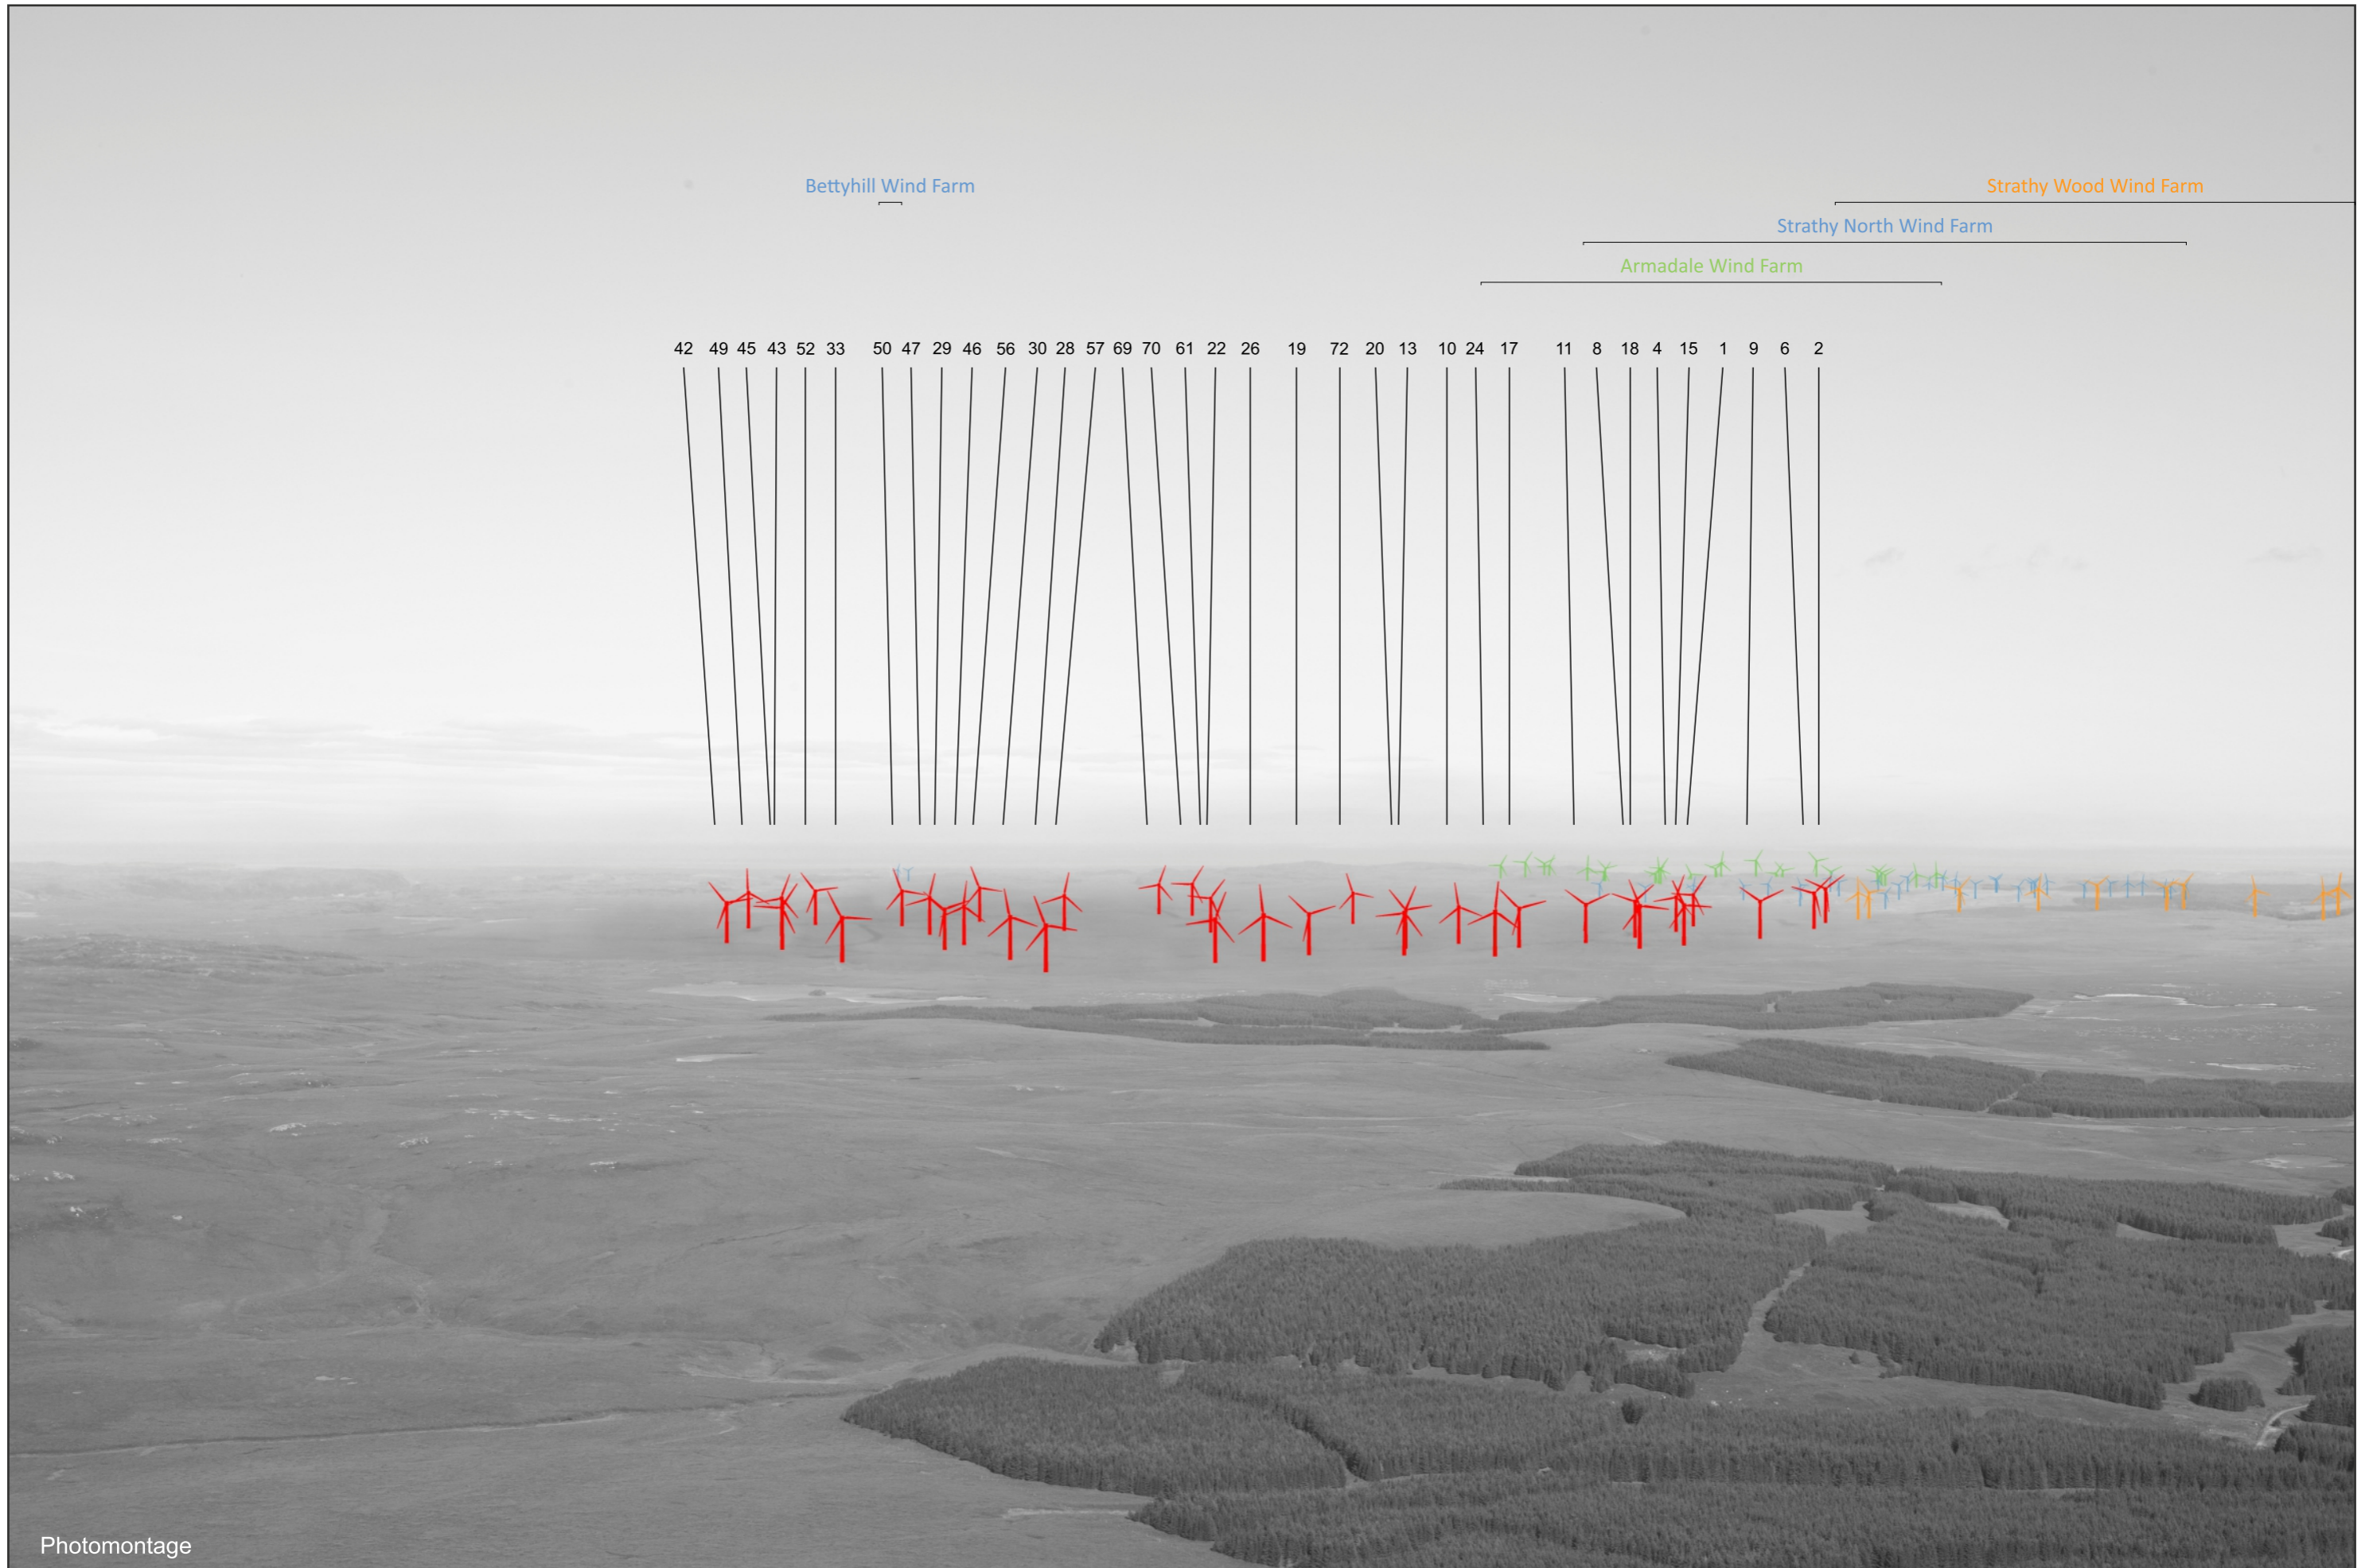 Bettyhill Wind Farm
Strathy Wood Wind Farm
Strathy North Wind Farm
Armadale Wind Farm
42 49 45 43 52 33 50 47 29 46 56 30 28 57 69 70 61 22 26 19 72 20 13 10 24 17 11 8 18 4 15 1 9 6 2
Photomontage